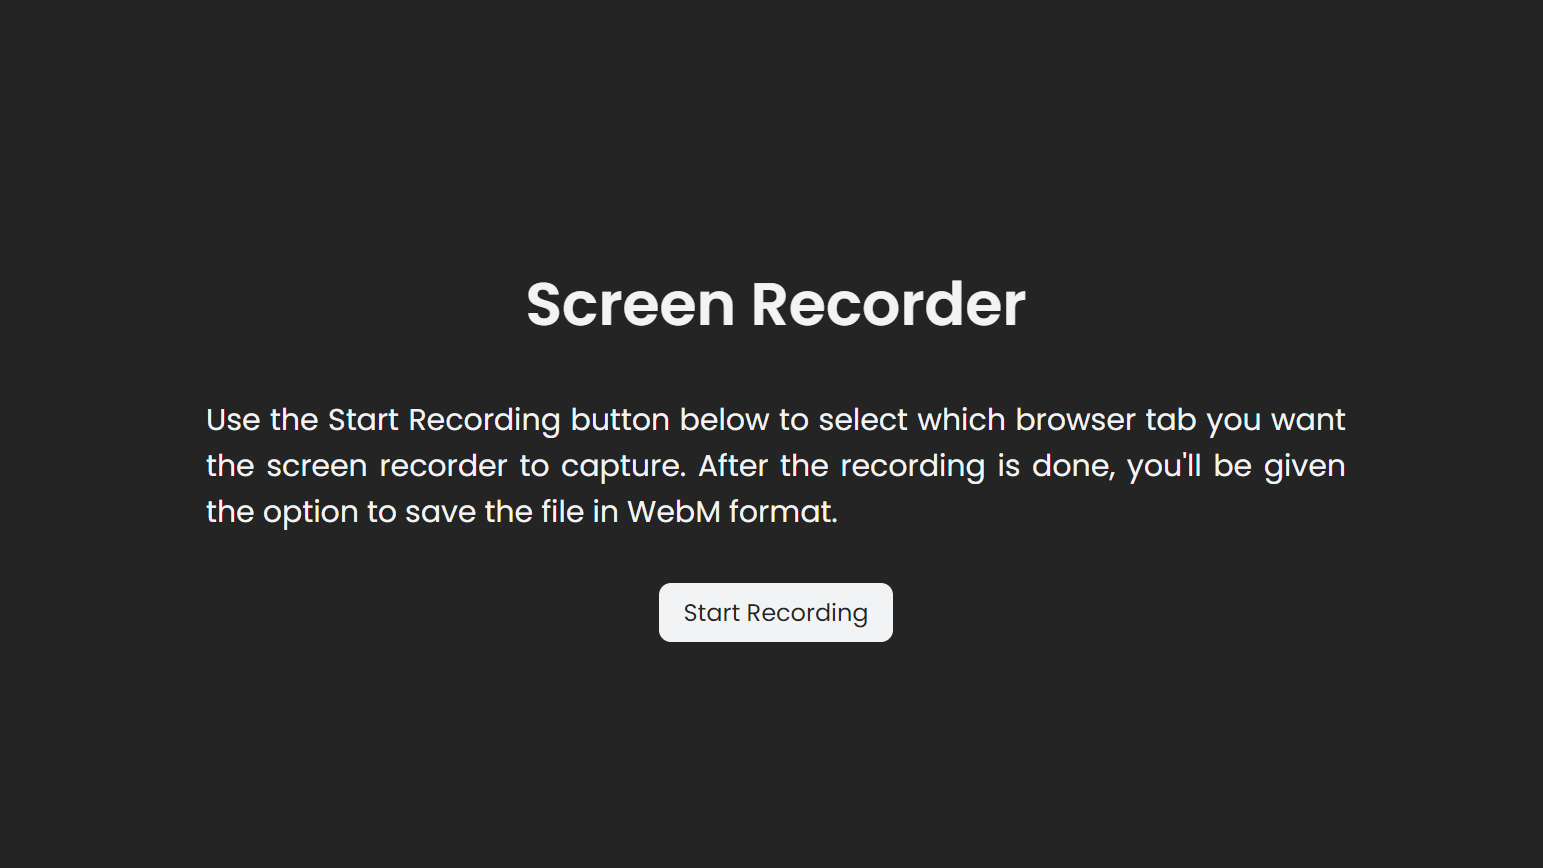 Screen Recorder
Use the Start Recording button below to select which browser tab you want
the screen recorder to capture. After the recording is done, you'll be given
the option to save the file in WebM format.
Start Recording